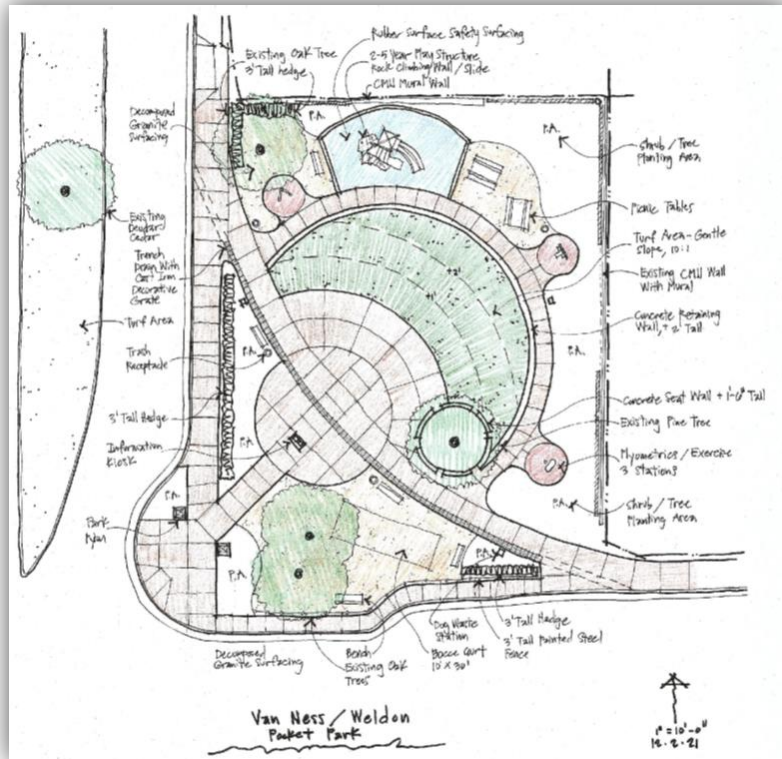 Rubber Surface Safety Surfacing
2-5 Year Play Structure,
Rock Climbing Wall / Slide
CMU Mural Wall
Existing Oak Tree
3' Tall hedge
P.A.
P.A.
Decomposed
Granite
Surfacing
Shrub / Tree
Planting Area
Picnic Tables
Existing
Deodar
Trench
Drain With
Cast Iron
Decorative
Grate
Turf Area - Gentle
Slope, 10:1
Existing CMU Wall
With Mural
Turf Area
Concrete Retaining
Wall, + 2' Tall
Trash
Receptacle
P.A.
P.A.
3' Tall Hedge
Concrete Seat Wall + 1'-6" Tall
Existing Pine Tree
Information
Kiosk
P.A.
Plyometrics / Exercise
3 Stations
P.A.
Park
Sign
P.A.
Shrub / Tree
Planting Area
P.A.
P.A.
Decomposed
Granite Surfacing
Bench
Existing Oak
Trees
Dog Waste
Station
Bocce Court
10' X 30'
3' Tall Hedge
3' Tall Painted Steel
Fence
Van Ness / Weldon
Pocket Park
1" = 10'-0"
12-2-21